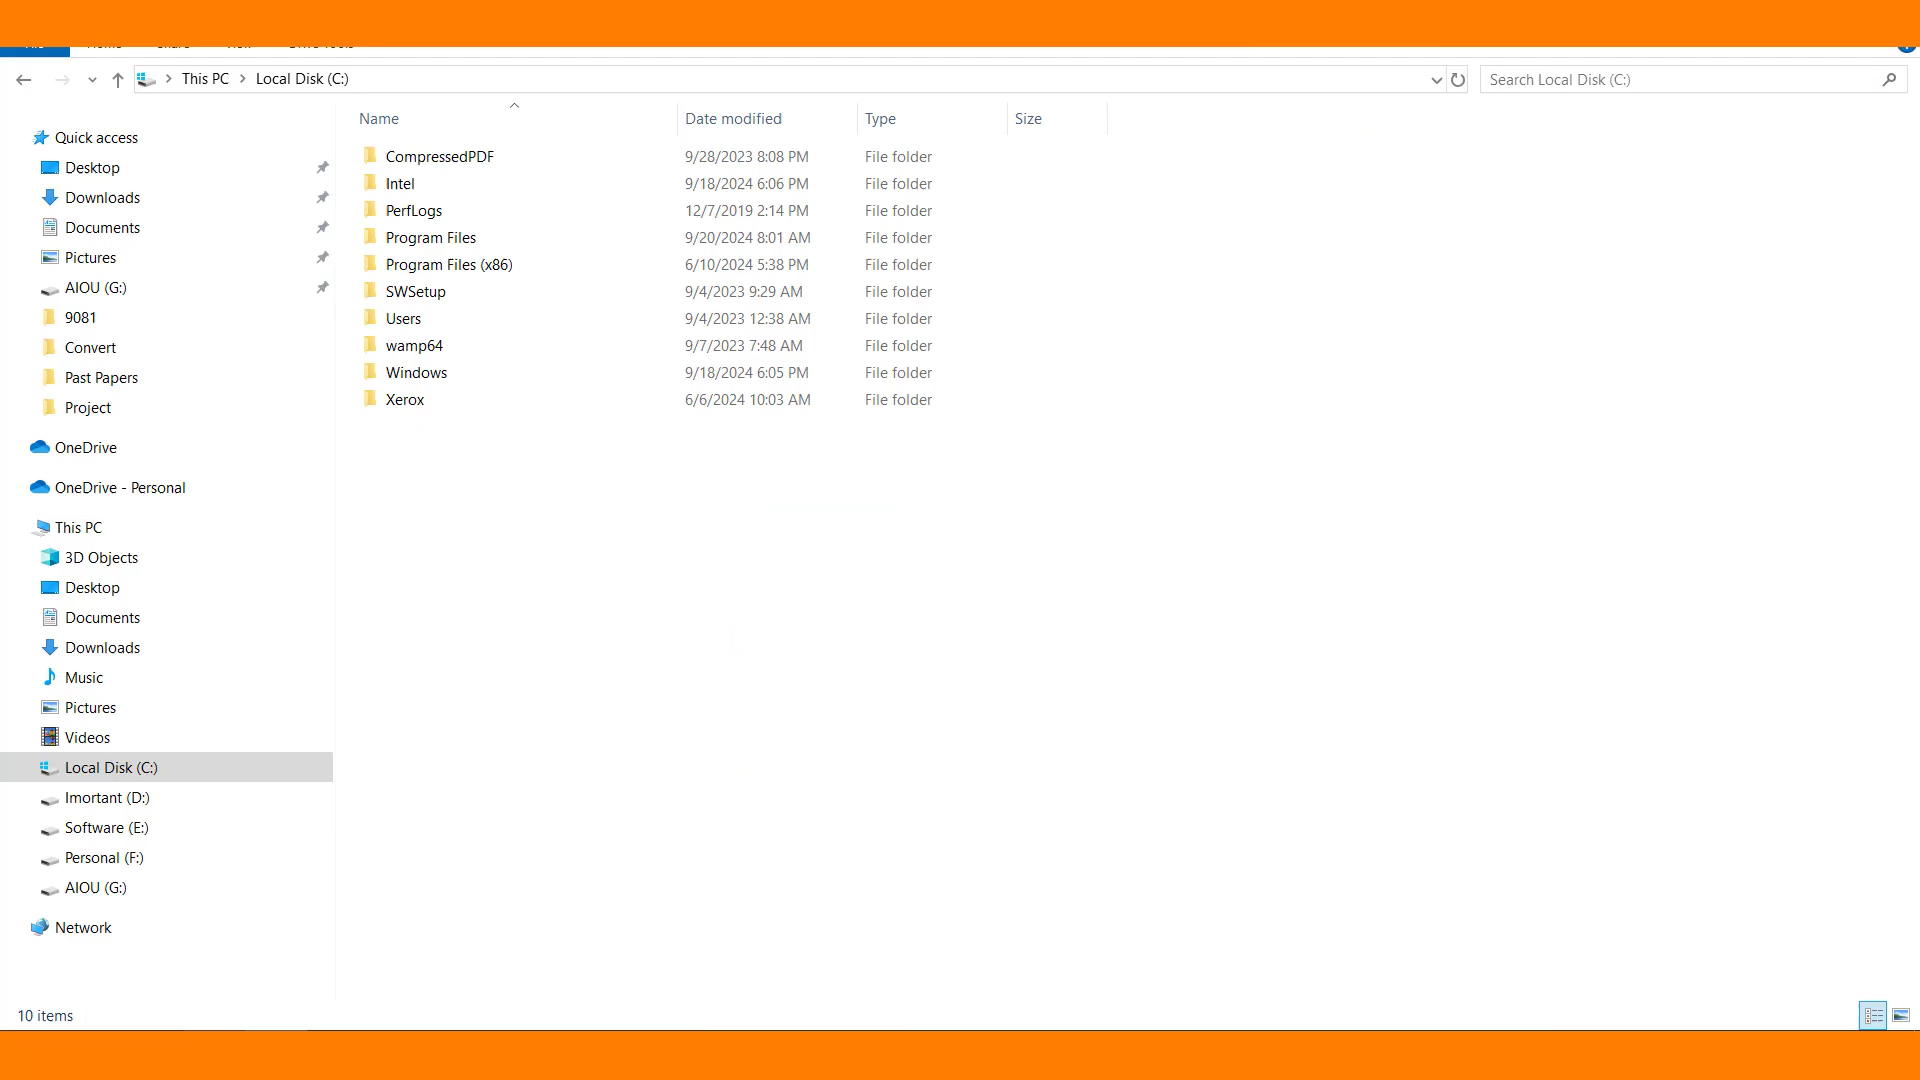 This PC
Local Disk (C:)
Search Local Disk (C:)
Name Date modified Type Size
Quick access
Desktop
Downloads
Documents
Pictures
AIOU (G:)
9081
Convert
Past Papers
Project
OneDrive
OneDrive - Personal
This PC
3D Objects
Desktop
Documents
Downloads
Music
Pictures
Videos
Local Disk (C:)
Imortant (D:)
Software (E:)
Personal (F:)
AIOU (G:)
Network
CompressedPDF 9/28/2023 8:08 PM File folder
Intel 9/18/2024 6:06 PM File folder
PerfLogs 12/7/2019 2:14 PM File folder
Program Files 9/20/2024 8:01 AM File folder
Program Files (x86) 6/10/2024 5:38 PM File folder
SWSetup 9/4/2023 9:29 AM File folder
Users 9/4/2023 12:38 AM File folder
wamp64 9/7/2023 7:48 AM File folder
Windows 9/18/2024 6:05 PM File folder
Xerox 6/6/2024 10:03 AM File folder
10 items